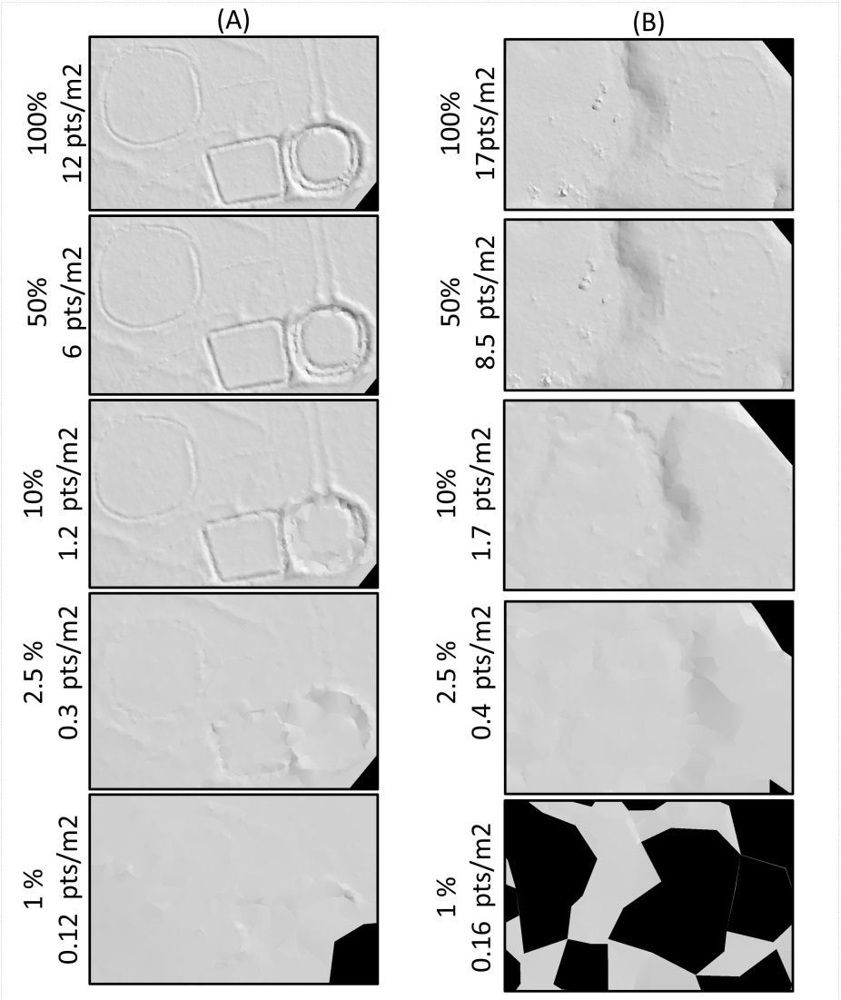 (A)
(B)
100%
12 pts/m2
100%
17pts/m2
50%
6 pts/m2
50%
8.5 pts/m2
10%
1.2 pts/m2
10%
1.7 pts/m2
2.5 %
0.3 pts/m2
2.5 %
0.4 pts/m2
1 %
0.12 pts/m2
1 %
0.16 pts/m2